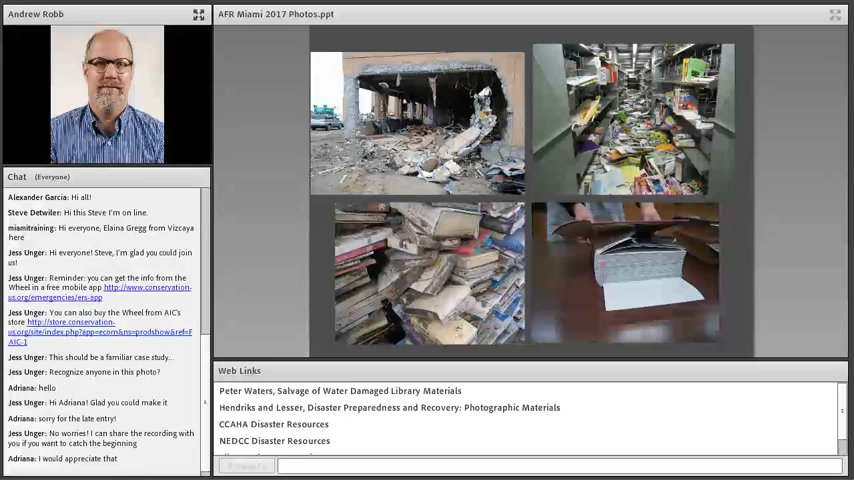 Andrew Robb
AFR Miami 2017 Photos.ppt
Chat (Everyone)
Alexander Garcia: Hi all!
Steve Detwiler: Hi this Steve I'm on line.
miamitraining: Hi everyone, Elaina Gregg from Vizcaya
here
Jess Unger: Hi everyone! Steve, I'm glad you could join
us!
Jess Unger: Reminder: you can get the info from the
Wheel in a free mobile app http://www.conservation-
us.org/emergencies/ers-app
Jess Unger: You can also buy the Wheel from AIC's
store http://store.conservation-
us.org/site/index.php?app=ecom&ns=prodshow&ref=F
AIC-1
Jess Unger: This should be a familiar case study...
Jess Unger: Recognize anyone in this photo?
Adriana: hello
Jess Unger: Hi Adriana! Glad you could make it
Adriana: sorry for the late entry!
Jess Unger: No worries! I can share the recording with
you if you want to catch the beginning
Adriana: I would appreciate that
Web Links
Peter Waters, Salvage of Water Damaged Library Materials
Hendriks and Lesser, Disaster Preparedness and Recovery: Photographic Materials
CCAHA Disaster Resources
NEDCC Disaster Resources
Browse To